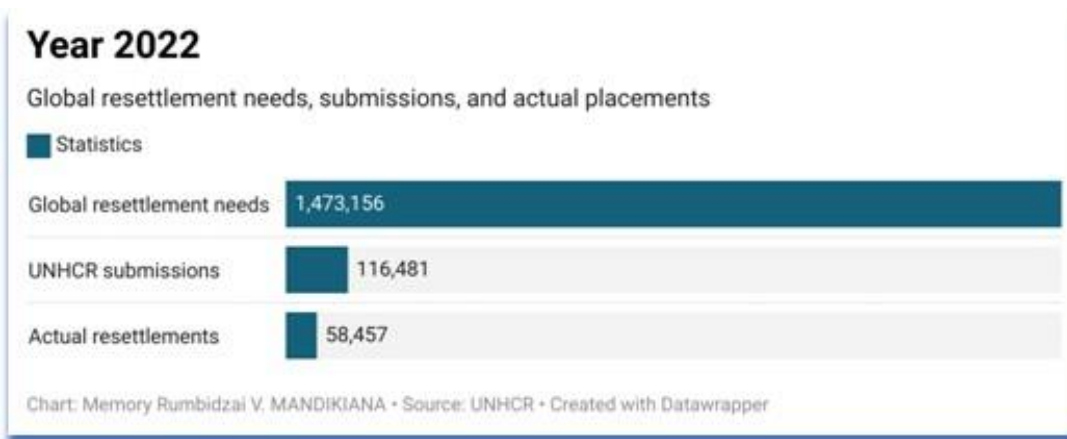 Year 2022
Global resettlement needs, submissions, and actual placements
Statistics
Global resettlement needs 1,473,156
UNHCR submissions 116,481
Actual resettlements 58,457
Chart: Memory Rumbidzai V. MANDIKIANA • Source: UNHCR • Created with Datawrapper